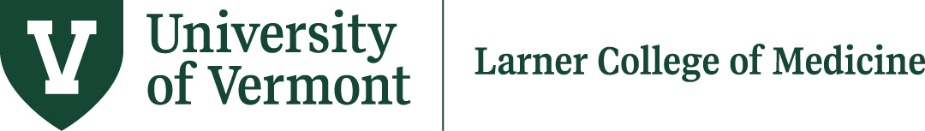 V
University
of Vermont
Larner College of Medicine